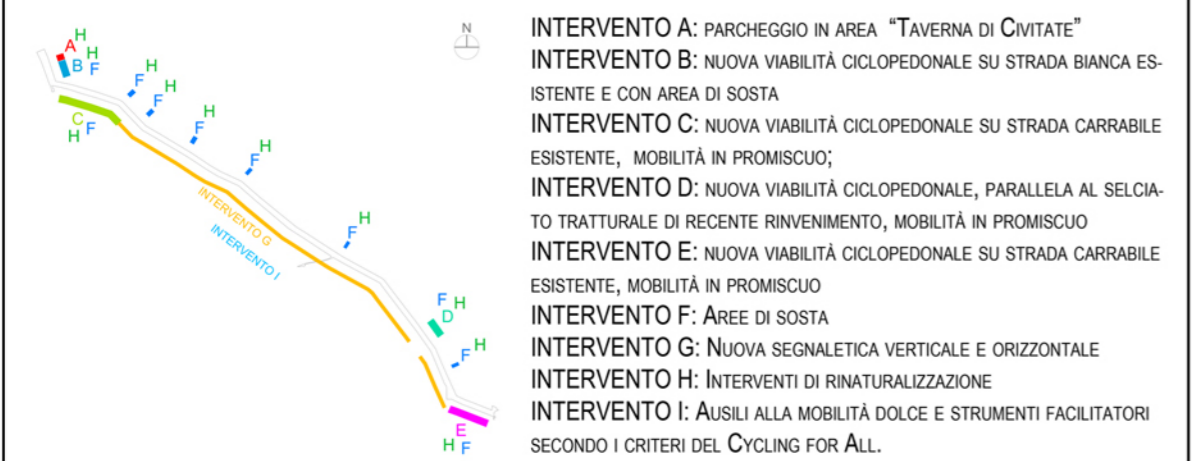 N
A H
B H
F
C F
H
F H
F H
F H
F H
F H
INTERVENTO G
INTERVENTO I
F H
D
F H
E
H F
INTERVENTO A: PARCHEGGIO IN AREA “TAVERNA DI CIVITATE”
INTERVENTO B: NUOVA VIABILITÀ CICLOPEDONALE SU STRADA BIANCA ES-
ISTENTE E CON AREA DI SOSTA
INTERVENTO C: NUOVA VIABILITÀ CICLOPEDONALE SU STRADA CARRABILE
ESISTENTE, MOBILITÀ IN PROMISCUO;
INTERVENTO D: NUOVA VIABILITÀ CICLOPEDONALE, PARALLELA AL SELCIA-
TO TRATTURALE DI RECENTE RINVENIMENTO, MOBILITÀ IN PROMISCUO
INTERVENTO E: NUOVA VIABILITÀ CICLOPEDONALE SU STRADA CARRABILE
ESISTENTE, MOBILITÀ IN PROMISCUO
INTERVENTO F: AREE DI SOSTA
INTERVENTO G: NUOVA SEGNALETICA VERTICALE E ORIZZONTALE
INTERVENTO H: INTERVENTI DI RINATURALIZZAZIONE
INTERVENTO I: AUSILI ALLA MOBILITÀ DOLCE E STRUMENTI FACILITATORI
SECONDO I CRITERI DEL CYCLING FOR ALL.